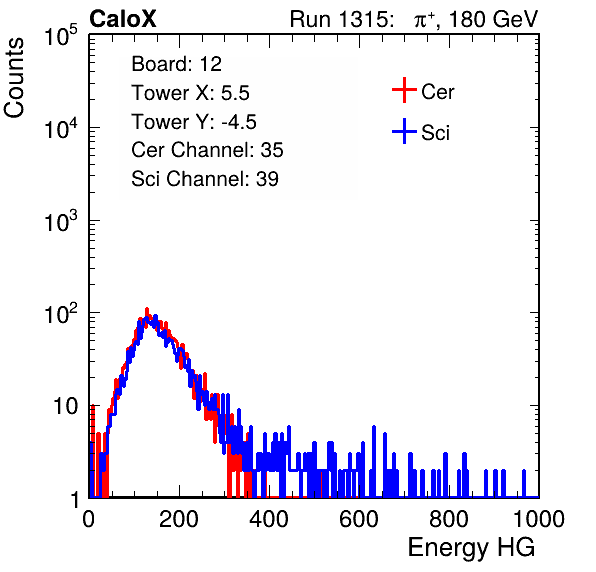 CaloX Run 1315: π⁺, 180 GeV
Counts
Board: 12
Tower X: 5.5
Tower Y: -4.5
Cer Channel: 35
Sci Channel: 39
Cer
Sci
10⁵
10⁴
10³
10²
10
1
0 200 400 600 800 1000
Energy HG